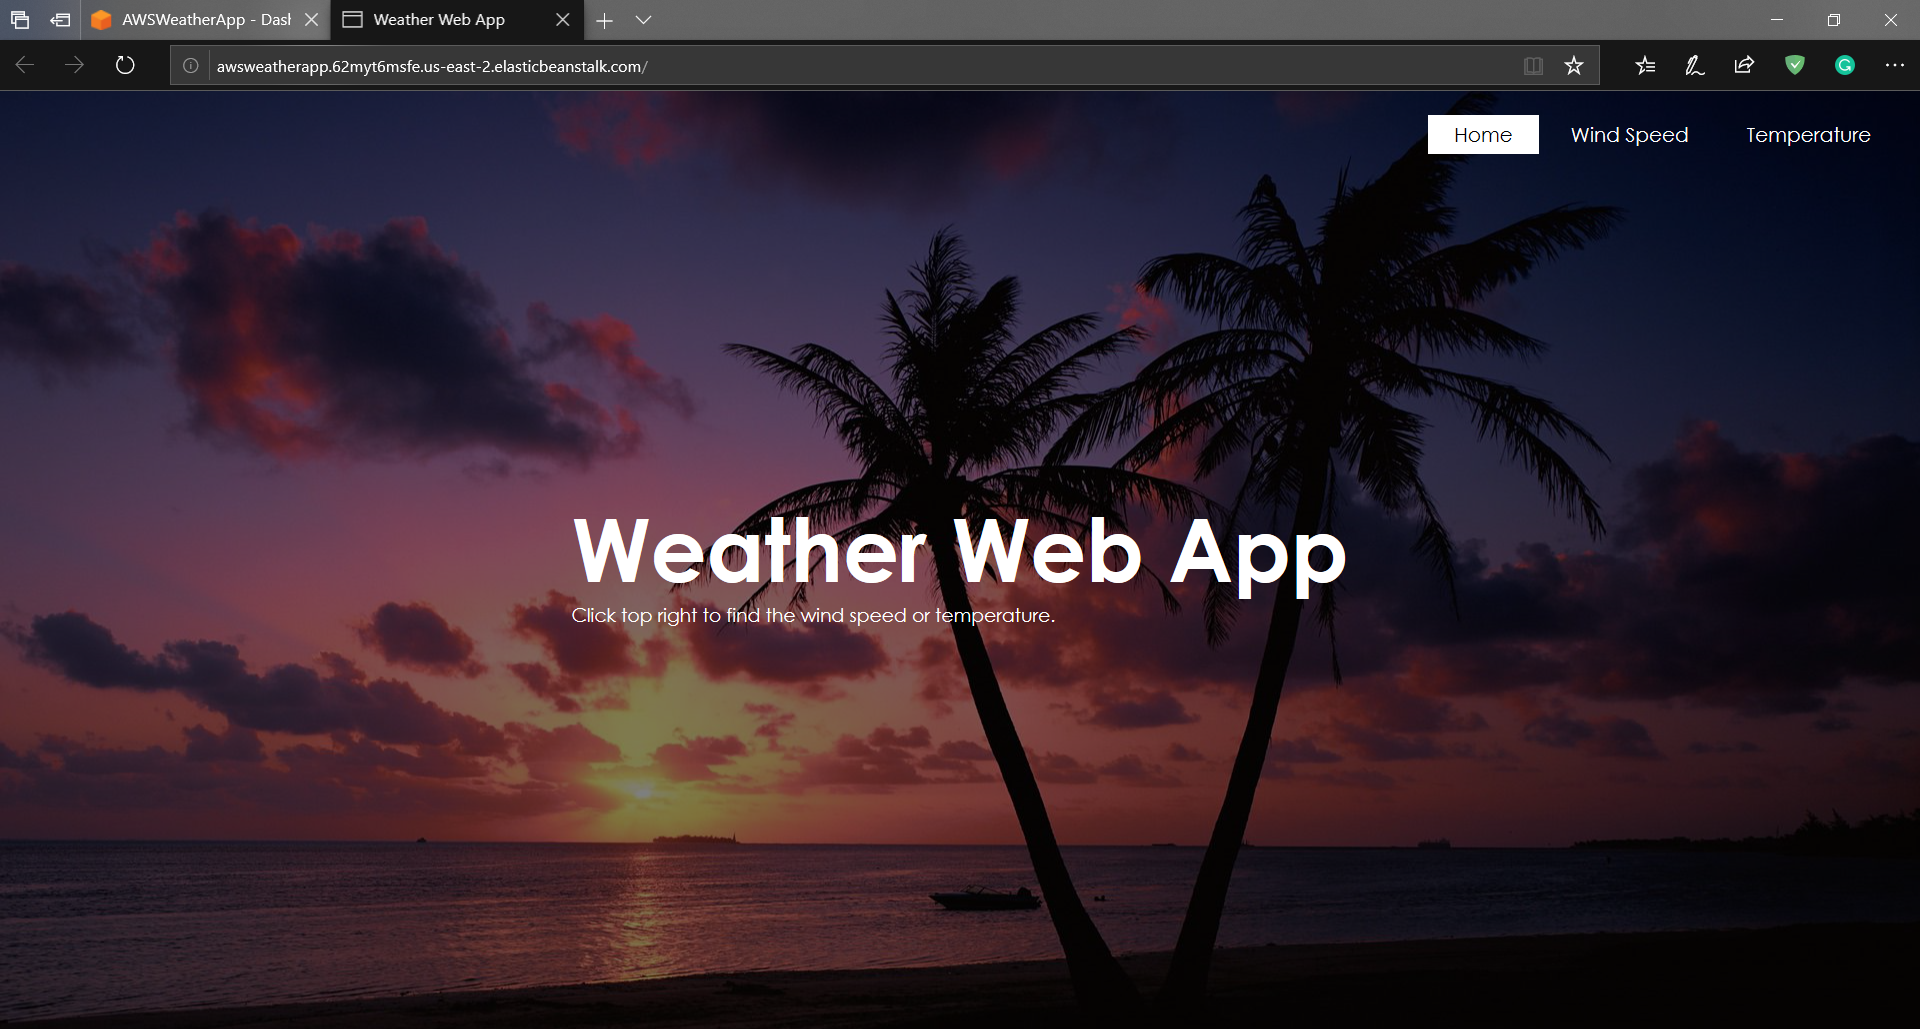 AWSWeatherApp - Dash
Weather Web App
awsweatherapp.62myt6msfe.us-east-2.elasticbeanstalk.com/
Home
Wind Speed
Temperature
Weather Web App
Click top right to find the wind speed or temperature.